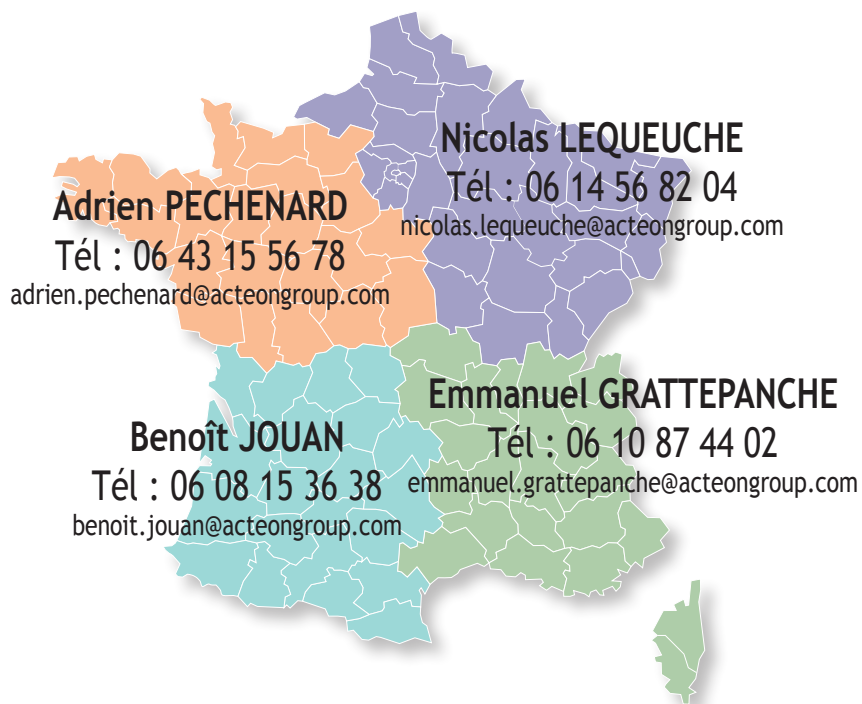 Nicolas LEQUEUCHE
Tél : 06 14 56 82 04
nicolas.lequeuche@acteongroup.com
Adrien PECHENARD
Tél : 06 43 15 56 78
adrien.pechenard@acteongroup.com
Emmanuel GRATTEPANCHE
Tél : 06 10 87 44 02
emmanuel.grattepanche@acteongroup.com
Benoît JOUAN
Tél : 06 08 15 36 38
benoit.jouan@acteongroup.com